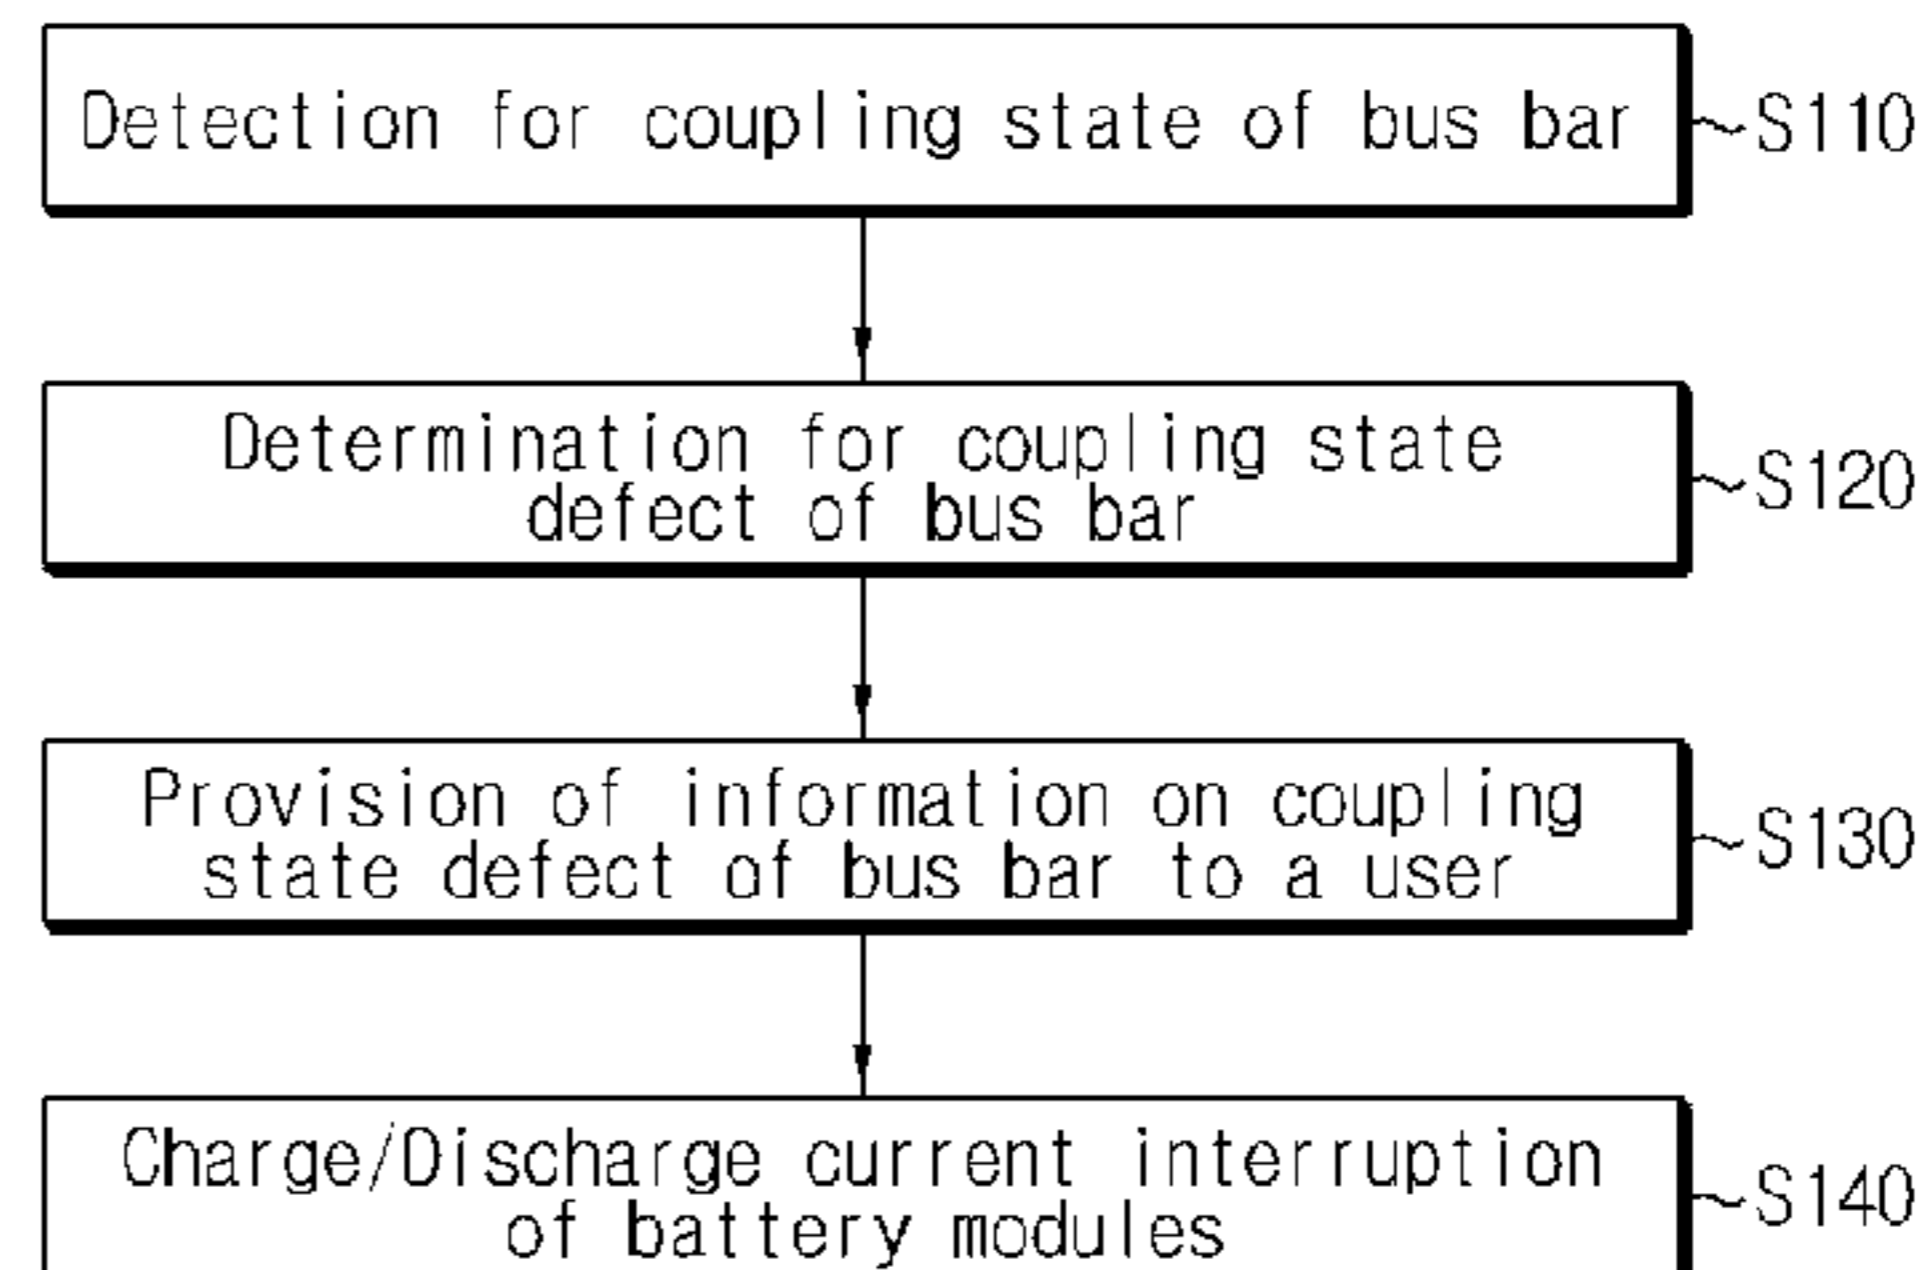 Detection for coupling state of bus bar
S110
Determination for coupling state
defect of bus bar
S120
Provision of information on coupling
state defect of bus bar to a user
S130
Charge/Discharge current interruption
of battery modules
S140